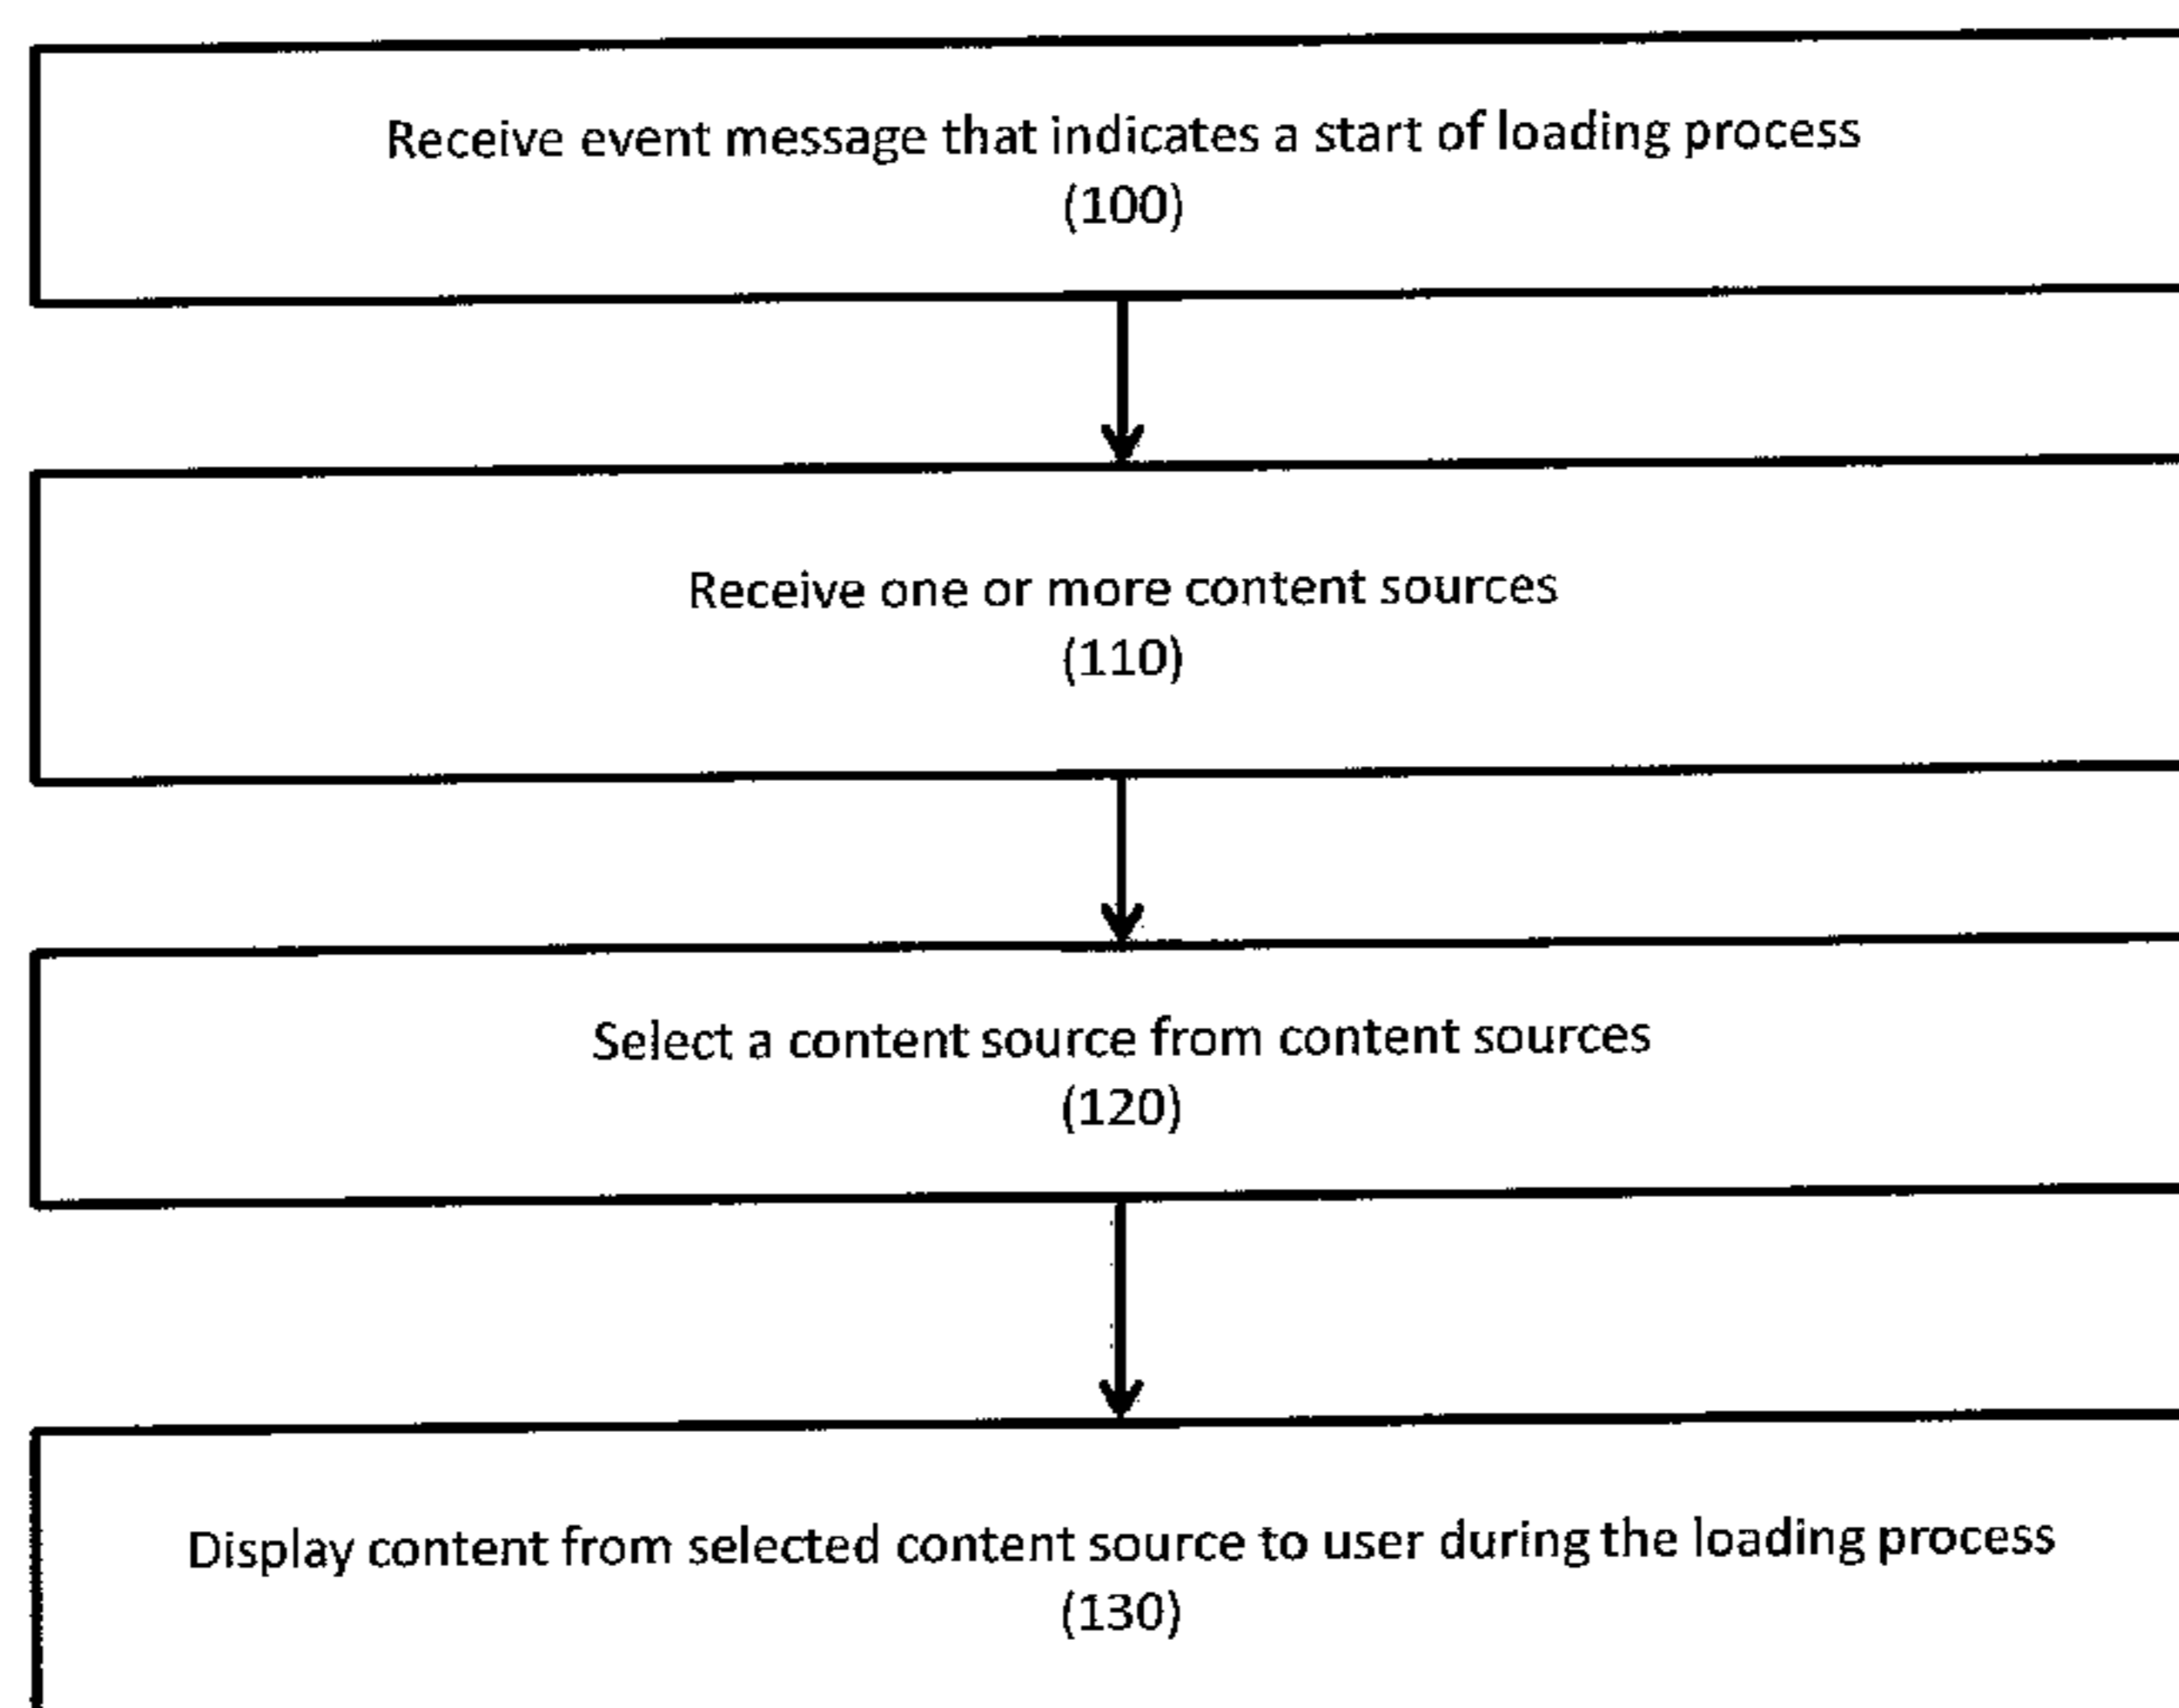 Receive event message that indicates a start of loading process
(100)
Receive one or more content sources
(110)
Select a content source from content sources
(120)
Display content from selected content source to user during the loading process
(130)